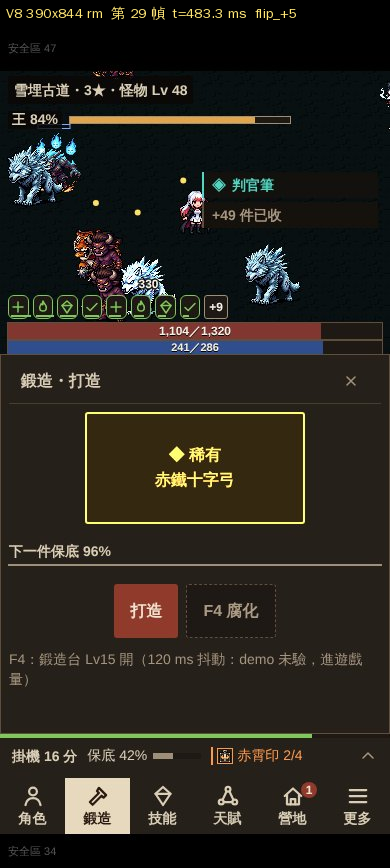 V8 390x844 rm 第 29 幀 t=483.3 ms flip_+5
安全區 47
雪埋古道・3★・怪物 Lv 48
王 84%
◈ 判官筆
+49 件已收
330
+9
1,104／1,320
241／286
鍛造・打造
×
◆ 稀有
赤鐵十字弓
下一件保底 96%
打造
F4 腐化
F4：鍛造台 Lv15 開（120 ms 抖動：demo 未驗，進遊戲
量）
掛機 16 分
保底 42%
赤霄印 2/4
角色
鍛造
技能
天賦
營地
1
更多
安全區 34